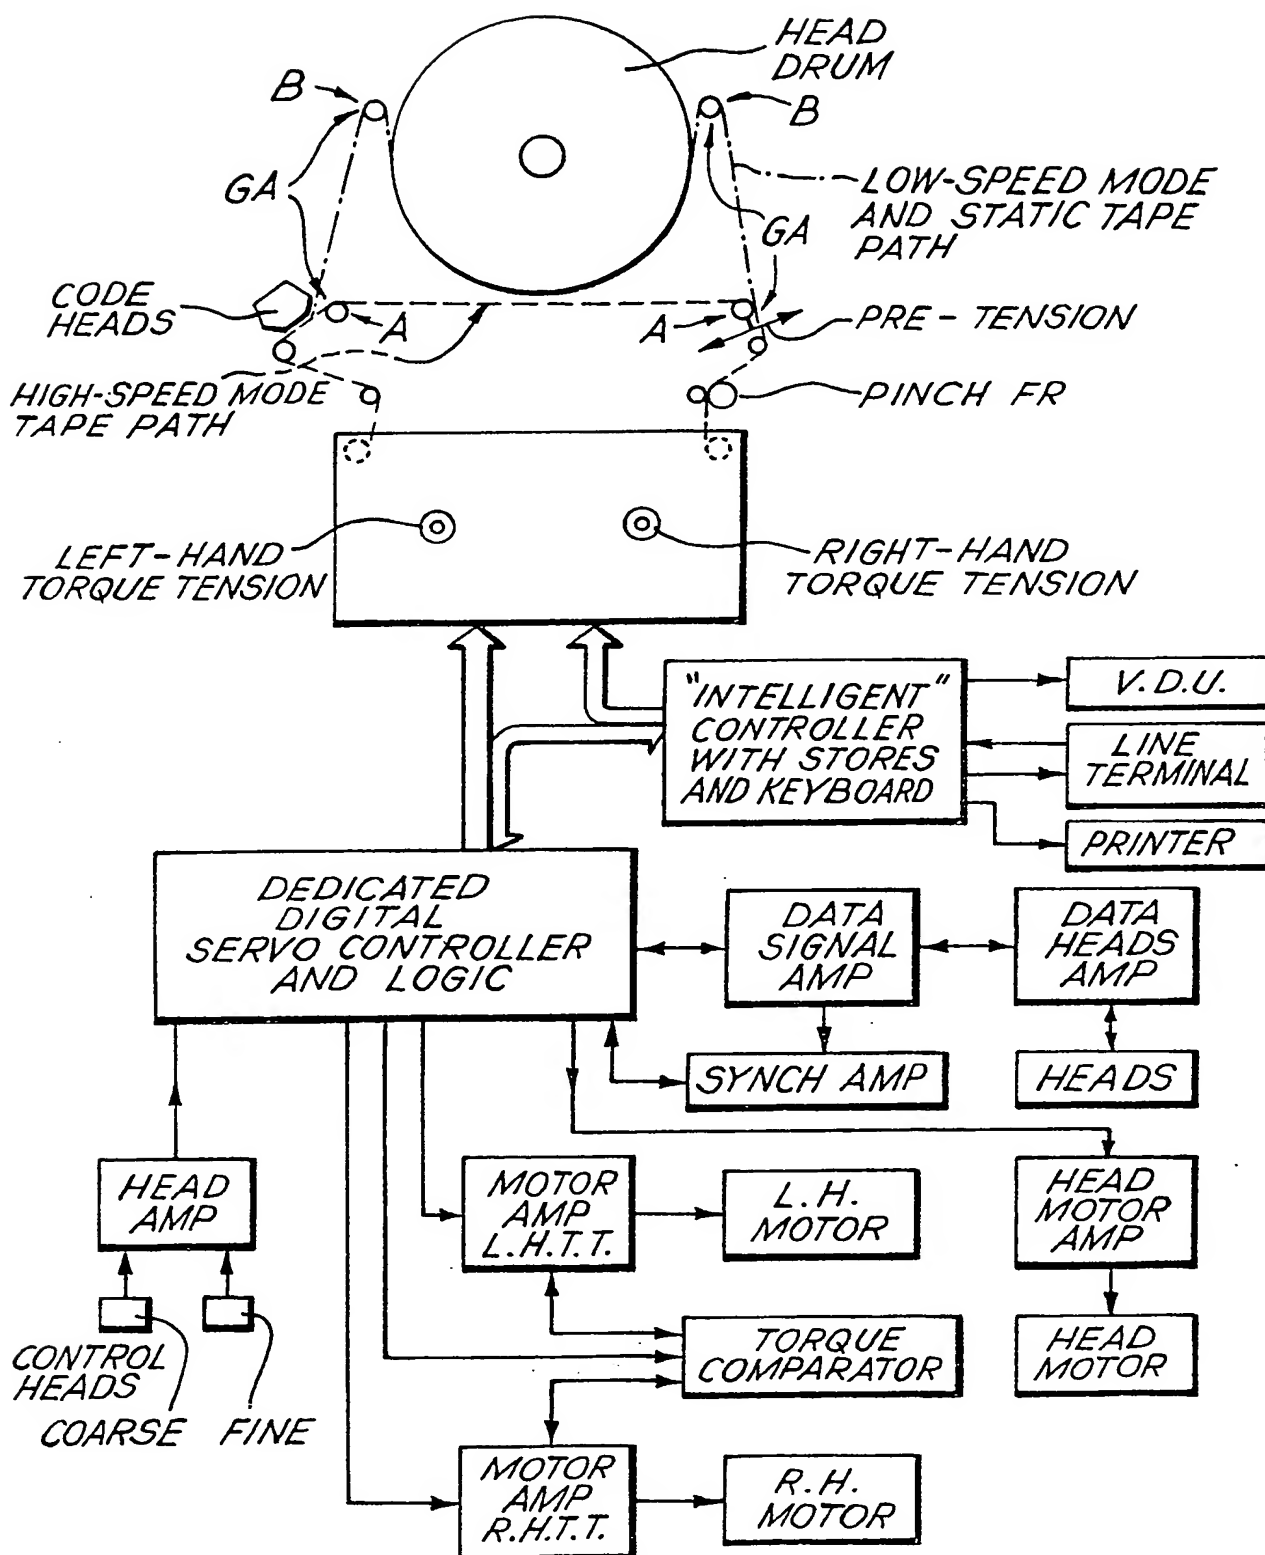 HEAD
DRUM
B
B
GA
LOW-SPEED MODE
AND STATIC TAPE
PATH
GA
CODE
HEADS
A
A
PRE-TENSION
HIGH-SPEED MODE
TAPE PATH
PINCH FR
LEFT-HAND
TORQUE TENSION
RIGHT-HAND
TORQUE TENSION
"INTELLIGENT"
CONTROLLER
WITH STORES
AND KEYBOARD
V.D.U.
LINE
TERMINAL
PRINTER
DEDICATED
DIGITAL
SERVO CONTROLLER
AND LOGIC
DATA
SIGNAL
AMP
DATA
HEADS
AMP
SYNCH AMP
HEADS
HEAD
AMP
MOTOR
AMP
L.H.T.T.
L.H.
MOTOR
HEAD
MOTOR
AMP
CONTROL
HEADS
COARSE
FINE
TORQUE
COMPARATOR
HEAD
MOTOR
MOTOR
AMP
R.H.T.T.
R.H.
MOTOR